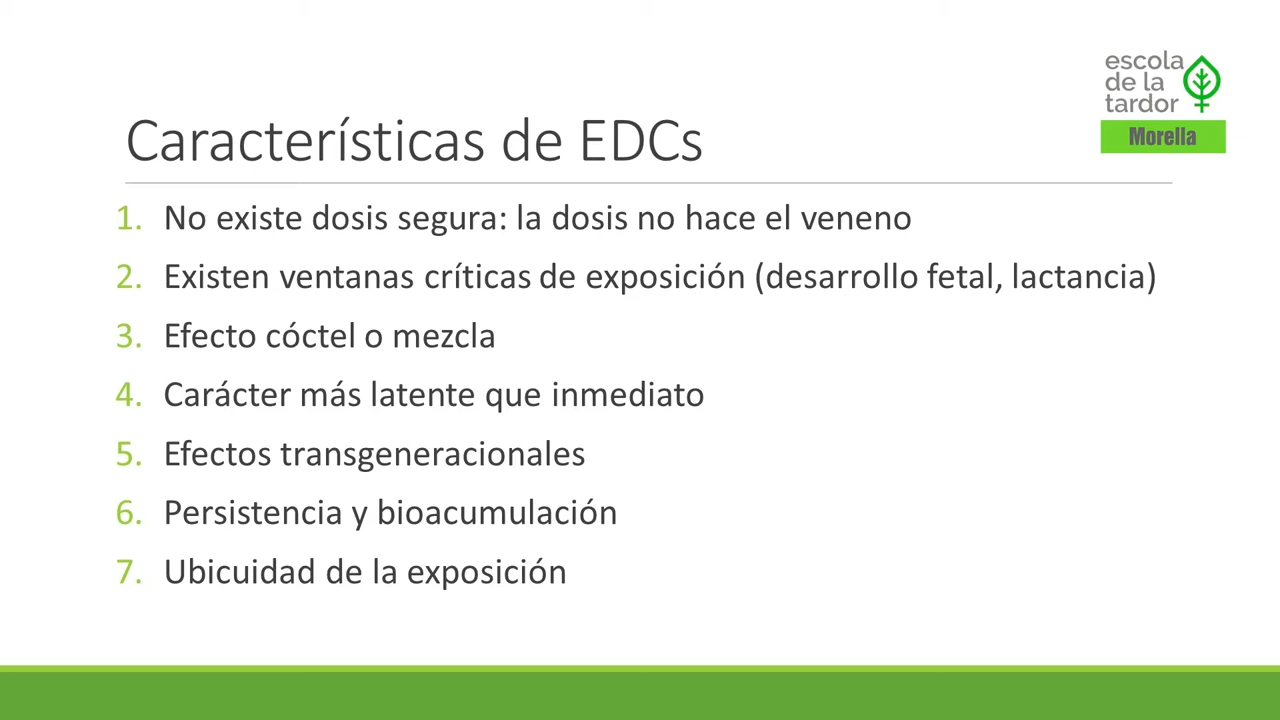 escola
de la
tardor
Morella
Características de EDCs
1. No existe dosis segura: la dosis no hace el veneno
2. Existen ventanas críticas de exposición (desarrollo fetal, lactancia)
3. Efecto cóctel o mezcla
4. Carácter más latente que inmediato
5. Efectos transgeneracionales
6. Persistencia y bioacumulación
7. Ubicuidad de la exposición